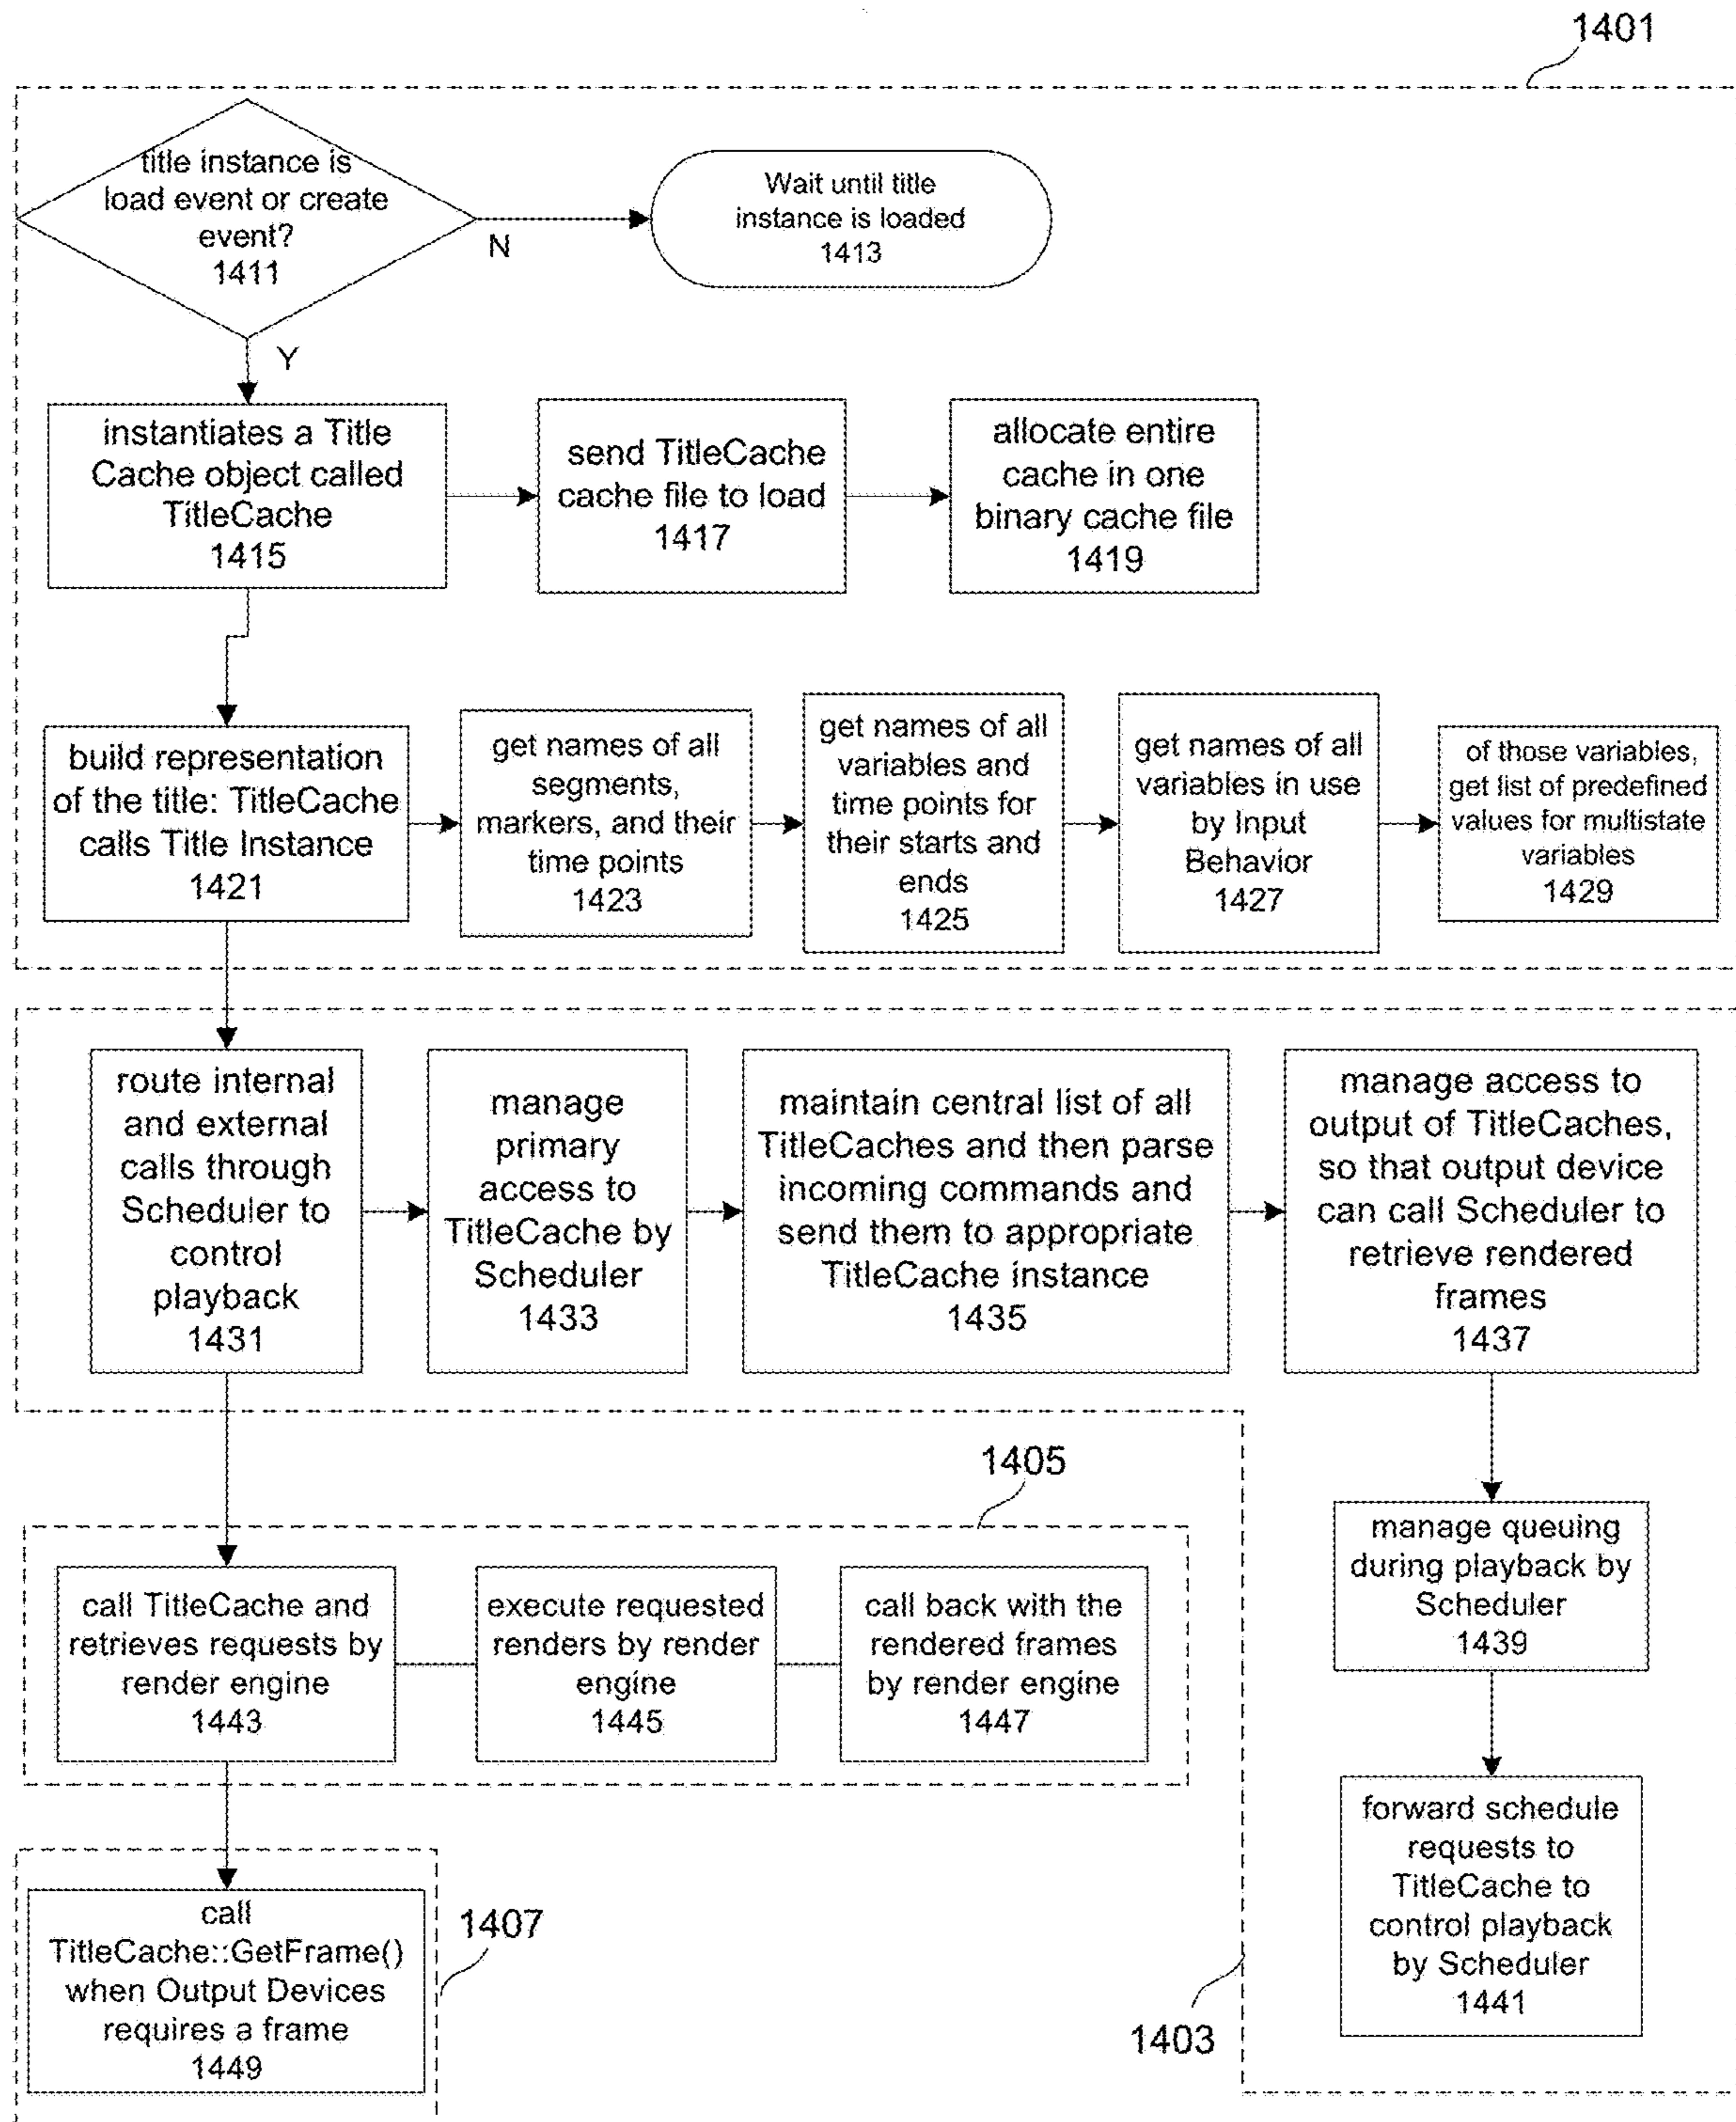 1401
title instance is
load event or create
event?
1411
N
Wait until title
instance is loaded
1413
Y
instantiates a Title
Cache object called
TitleCache
1415
send TitleCache
cache file to load
1417
allocate entire
cache in one
binary cache file
1419
build representation
of the title: TitleCache
calls Title Instance
1421
get names of all
segments,
markers, and their
time points
1423
get names of all
variables and
time points for
their starts and
ends
1425
get names of all
variables in use
by Input
Behavior
1427
of those variables,
get list of predefined
values for multistate
variables
1429
route internal
and external
calls through
Scheduler to
control
playback
1431
manage
primary
access to
TitleCache by
Scheduler
1433
maintain central list of all
TitleCaches and then parse
incoming commands and
send them to appropriate
TitleCache instance
1435
manage access to
output of TitleCaches,
so that output device
can call Scheduler to
retrieve rendered
frames
1437
1405
call TitleCache and
retrieves requests by
render engine
1443
execute requested
renders by render
engine
1445
call back with the
rendered frames
by render engine
1447
manage queuing
during playback by
Scheduler
1439
forward schedule
requests to
TitleCache to
control playback
by Scheduler
1441
call
TitleCache::GetFrame()
when Output Devices
requires a frame
1449
1407
1403